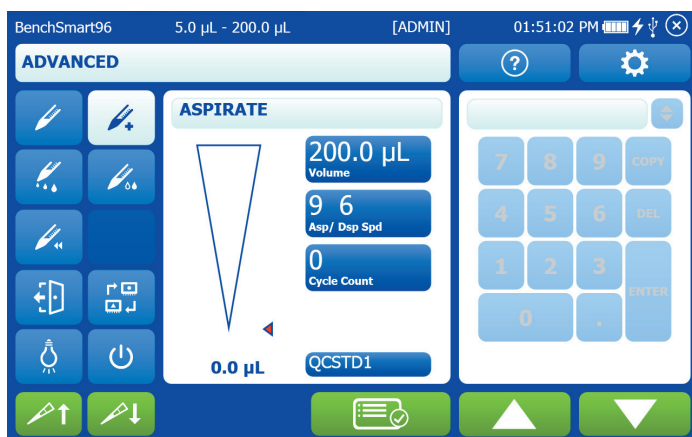 BenchSmart96 5.0 µL - 200.0 µL [ADMIN] 01:51:02 PM
ADVANCED ?
ASPIRATE
200.0 µL
Volume
9 6
Asp/ Dsp Spd
0
Cycle Count
0.0 µL QCSTD1
7 8 9 COPY
4 5 6 DEL
1 2 3 ENTER
0 .